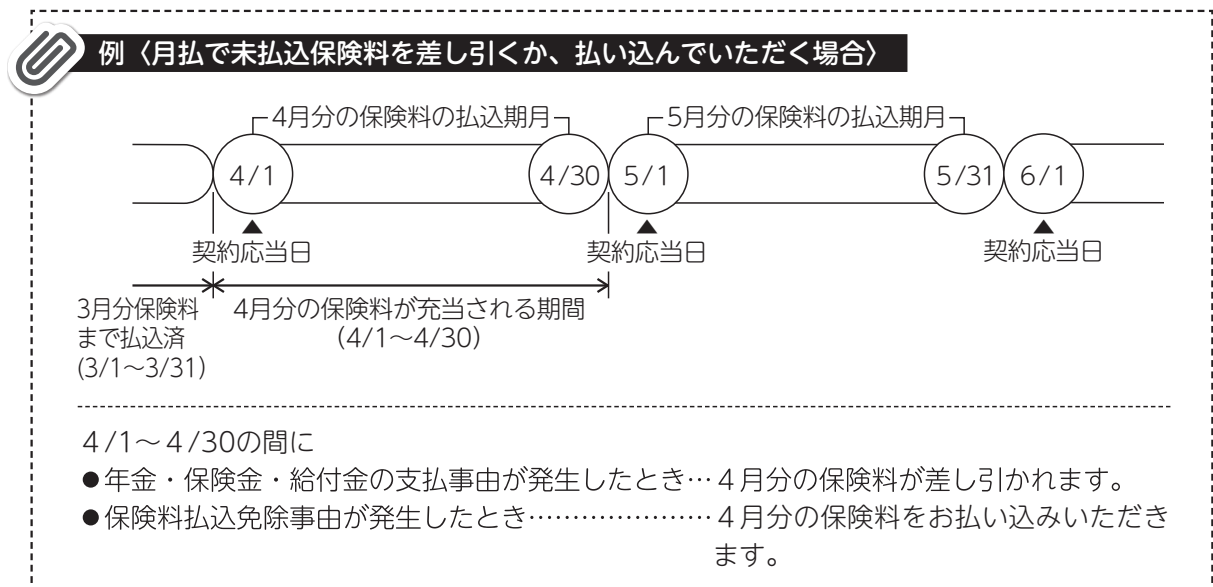 例〈月払で未払込保険料を差し引くか、払い込んでいただく場合〉
4月分の保険料の払込期月 5月分の保険料の払込期月
4/1 4/30 5/1 5/31 6/1
契約応当日 契約応当日 契約応当日
3月分保険料
まで払込済
(3/1～3/31)
4月分の保険料が充当される期間
(4/1～4/30)
4/1～4/30の間に
●年金・保険金・給付金の支払事由が発生したとき…4月分の保険料が差し引かれます。
●保険料払込免除事由が発生したとき…………………4月分の保険料をお払い込みいただき
ます。